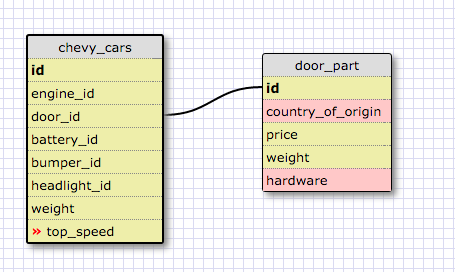 chevy_cars
id
engine_id
door_id
battery_id
bumper_id
headlight_id
weight
» top_speed
door_part
id
country_of_origin
price
weight
hardware